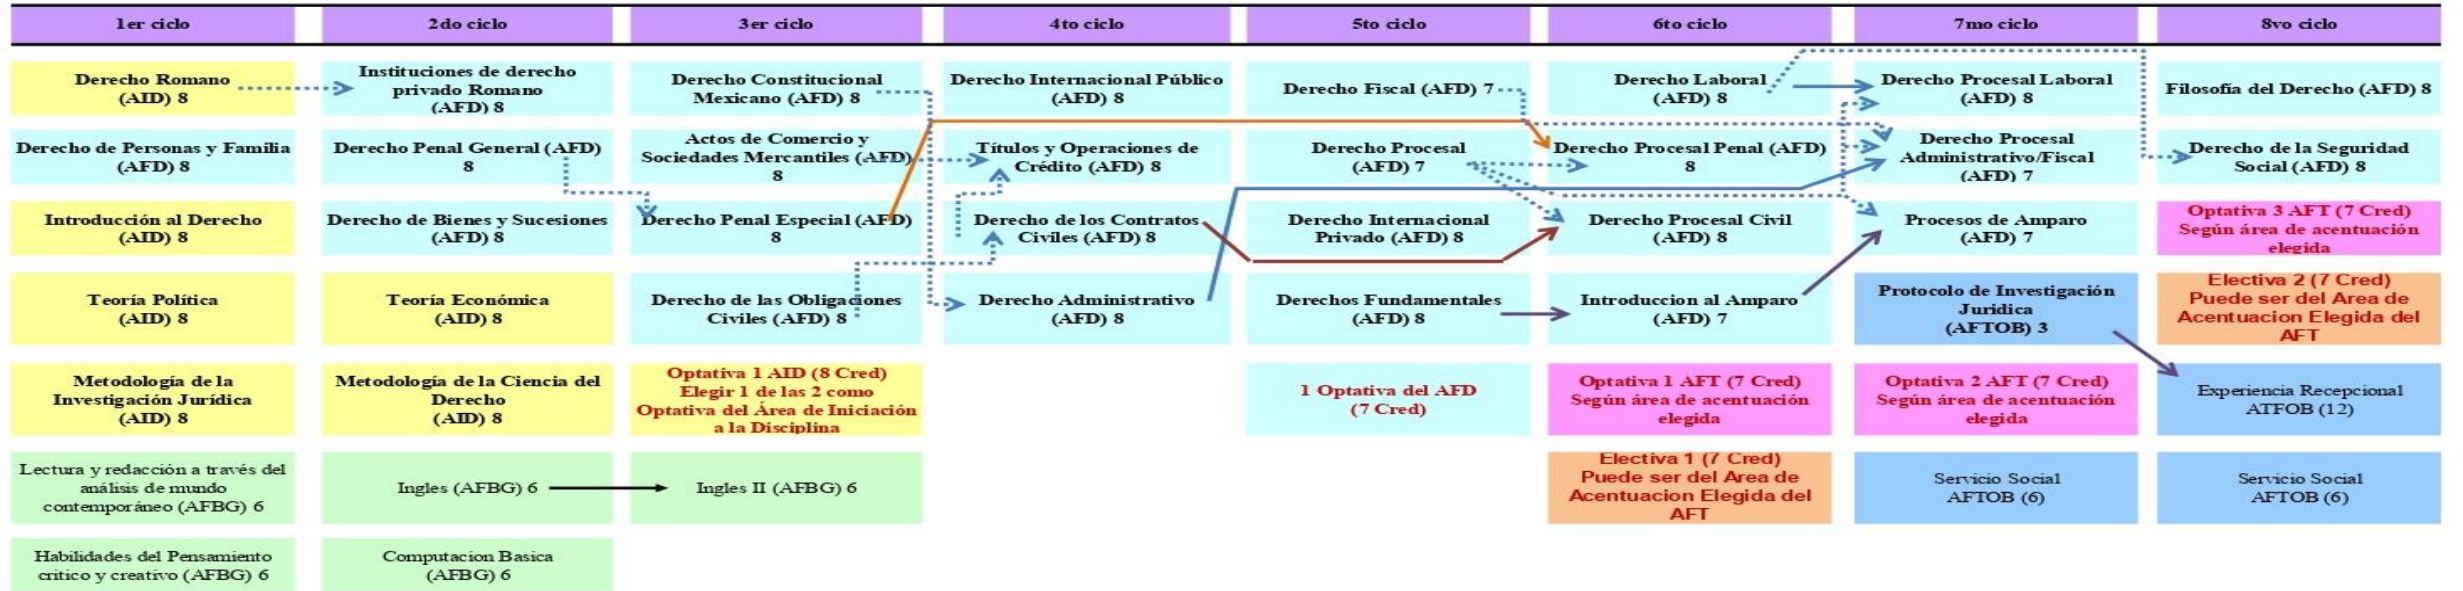 1er ciclo
2do ciclo
3er ciclo
4to ciclo
5to ciclo
6to ciclo
7mo ciclo
8vo ciclo
Derecho Romano
(AID) 8
Instituciones de derecho
privado Romano
(AFD) 8
Derecho Constitucional
Mexicano (AFD) 8
Derecho Internacional Público
(AFD) 8
Derecho Fiscal (AFD) 7
Derecho Laboral
(AFD) 8
Derecho Procesal Laboral
(AFD) 8
Filosofía del Derecho (AFD) 8
Derecho de Personas y Familia
(AFD) 8
Derecho Penal General (AFD)
8
Actos de Comercio y
Sociedades Mercantiles (AFD)
8
Títulos y Operaciones de
Crédito (AFD) 8
Derecho Procesal
(AFD) 7
Derecho Procesal Penal (AFD)
8
Derecho Procesal
Administrativo/Fiscal
(AFD) 7
Derecho de la Seguridad
Social (AFD) 8
Introducción al Derecho
(AID) 8
Derecho de Bienes y Sucesiones
(AFD) 8
Derecho Penal Especial (AFD)
8
Derecho de los Contratos
Civiles (AFD) 8
Derecho Internacional
Privado (AFD) 8
Derecho Procesal Civil
(AFD) 8
Procesos de Amparo
(AFD) 7
Optativa 3 AFT (7 Cred)
Según área de acentuación
elegida
Teoría Política
(AID) 8
Teoría Económica
(AID) 8
Derecho de las Obligaciones
Civiles (AFD) 8
Derecho Administrativo
(AFD) 8
Derechos Fundamentales
(AFD) 8
Introduccion al Amparo
(AFD) 7
Protocolo de Investigación
Jurídica
(AFTOB) 3
Electiva 2 (7 Cred)
Puede ser del Area de
Acentuacion Elegida del
AFT
Metodología de la
Investigación Jurídica
(AID) 8
Metodología de la Ciencia del
Derecho
(AID) 8
Optativa 1 AID (8 Cred)
Elegir 1 de las 2 como
Optativa del Área de Iniciación
a la Disciplina
1 Optativa del AFD
(7 Cred)
Optativa 1 AFT (7 Cred)
Según área de acentuación
elegida
Optativa 2 AFT (7 Cred)
Según área de acentuación
elegida
Experiencia Recepcional
ATFOB (12)
Lectura y redacción a través del
análisis de mundo
contemporáneo (AFBG) 6
Ingles (AFBG) 6
Ingles II (AFBG) 6
Electiva 1 (7 Cred)
Puede ser del Area de
Acentuacion Elegida del
AFT
Servicio Social
AFTOB (6)
Servicio Social
AFTOB (6)
Habilidades del Pensamiento
critico y creativo (AFBG) 6
Computacion Basica
(AFBG) 6